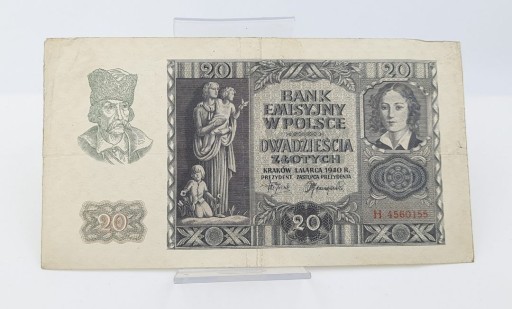 20 20
BANK
EMISYJNY
W POLSCE
DWADZIEŚCIA
ZŁOTYCH
KRAKÓW 1. MARCA 1940 R.
PREZYDENT ZASTĘPCA PREZYDENTA
20 20
H 4560155